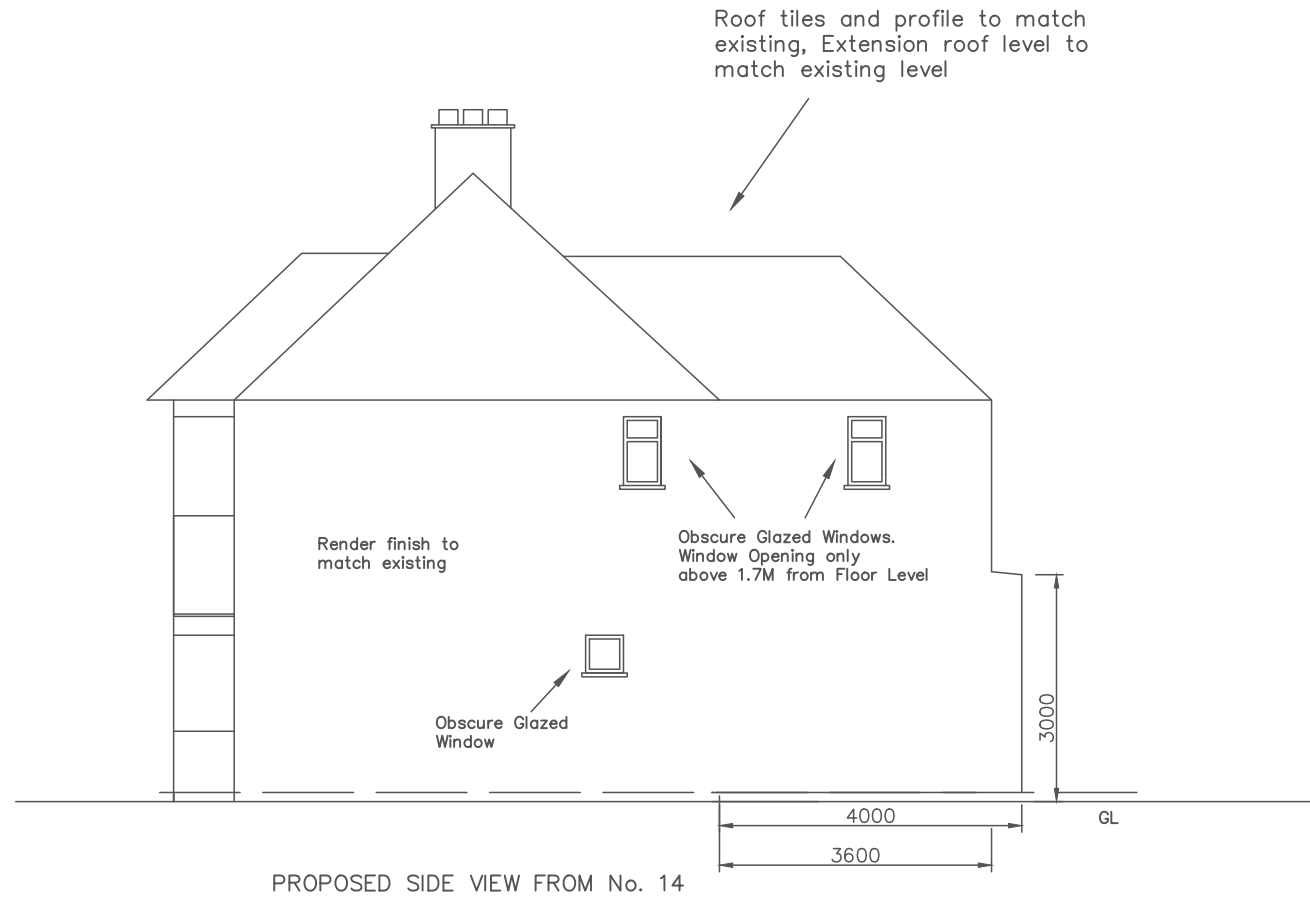 Roof tiles and profile to match
existing, Extension roof level to
match existing level
Obscure Glazed Windows.
Window Opening only
above 1.7M from Floor Level
Render finish to
match existing
Obscure Glazed
Window
3000
4000
GL
3600
PROPOSED SIDE VIEW FROM No. 14